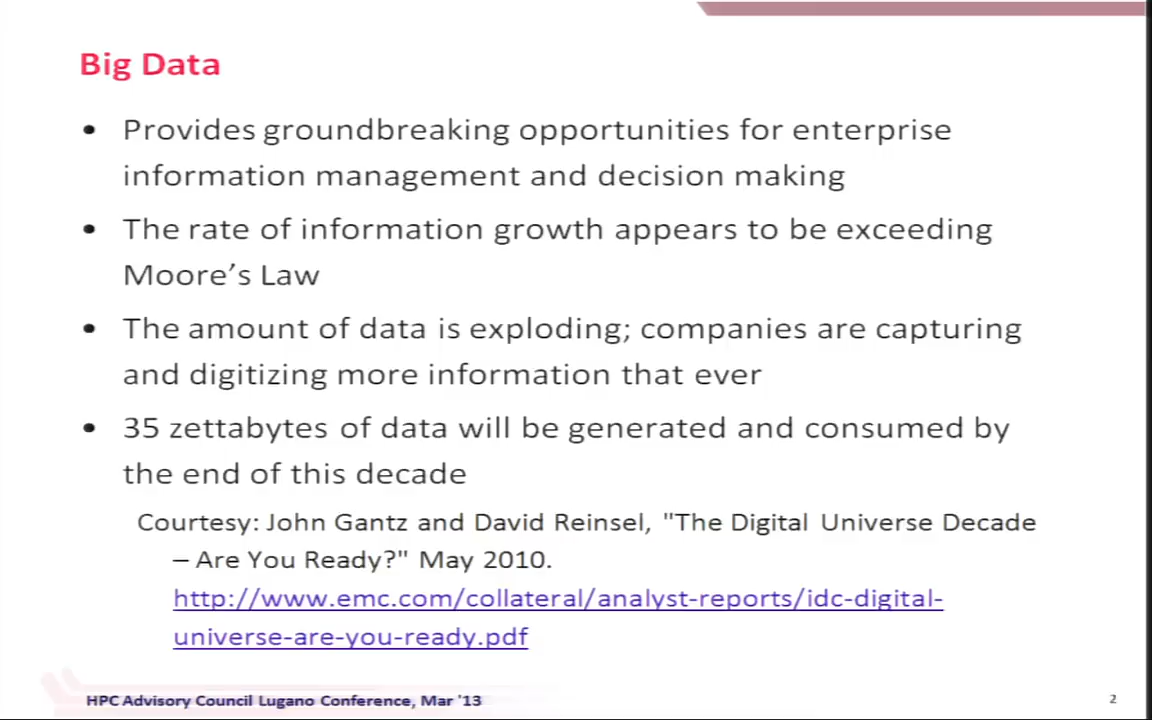 Big Data
• Provides groundbreaking opportunities for enterprise
information management and decision making
• The rate of information growth appears to be exceeding
Moore’s Law
• The amount of data is exploding; companies are capturing
and digitizing more information that ever
• 35 zettabytes of data will be generated and consumed by
the end of this decade
Courtesy: John Gantz and David Reinsel, "The Digital Universe Decade
– Are You Ready?" May 2010.
http://www.emc.com/collateral/analyst-reports/idc-digital-
universe-are-you-ready.pdf
HPC Advisory Council Lugano Conference, Mar '13
2